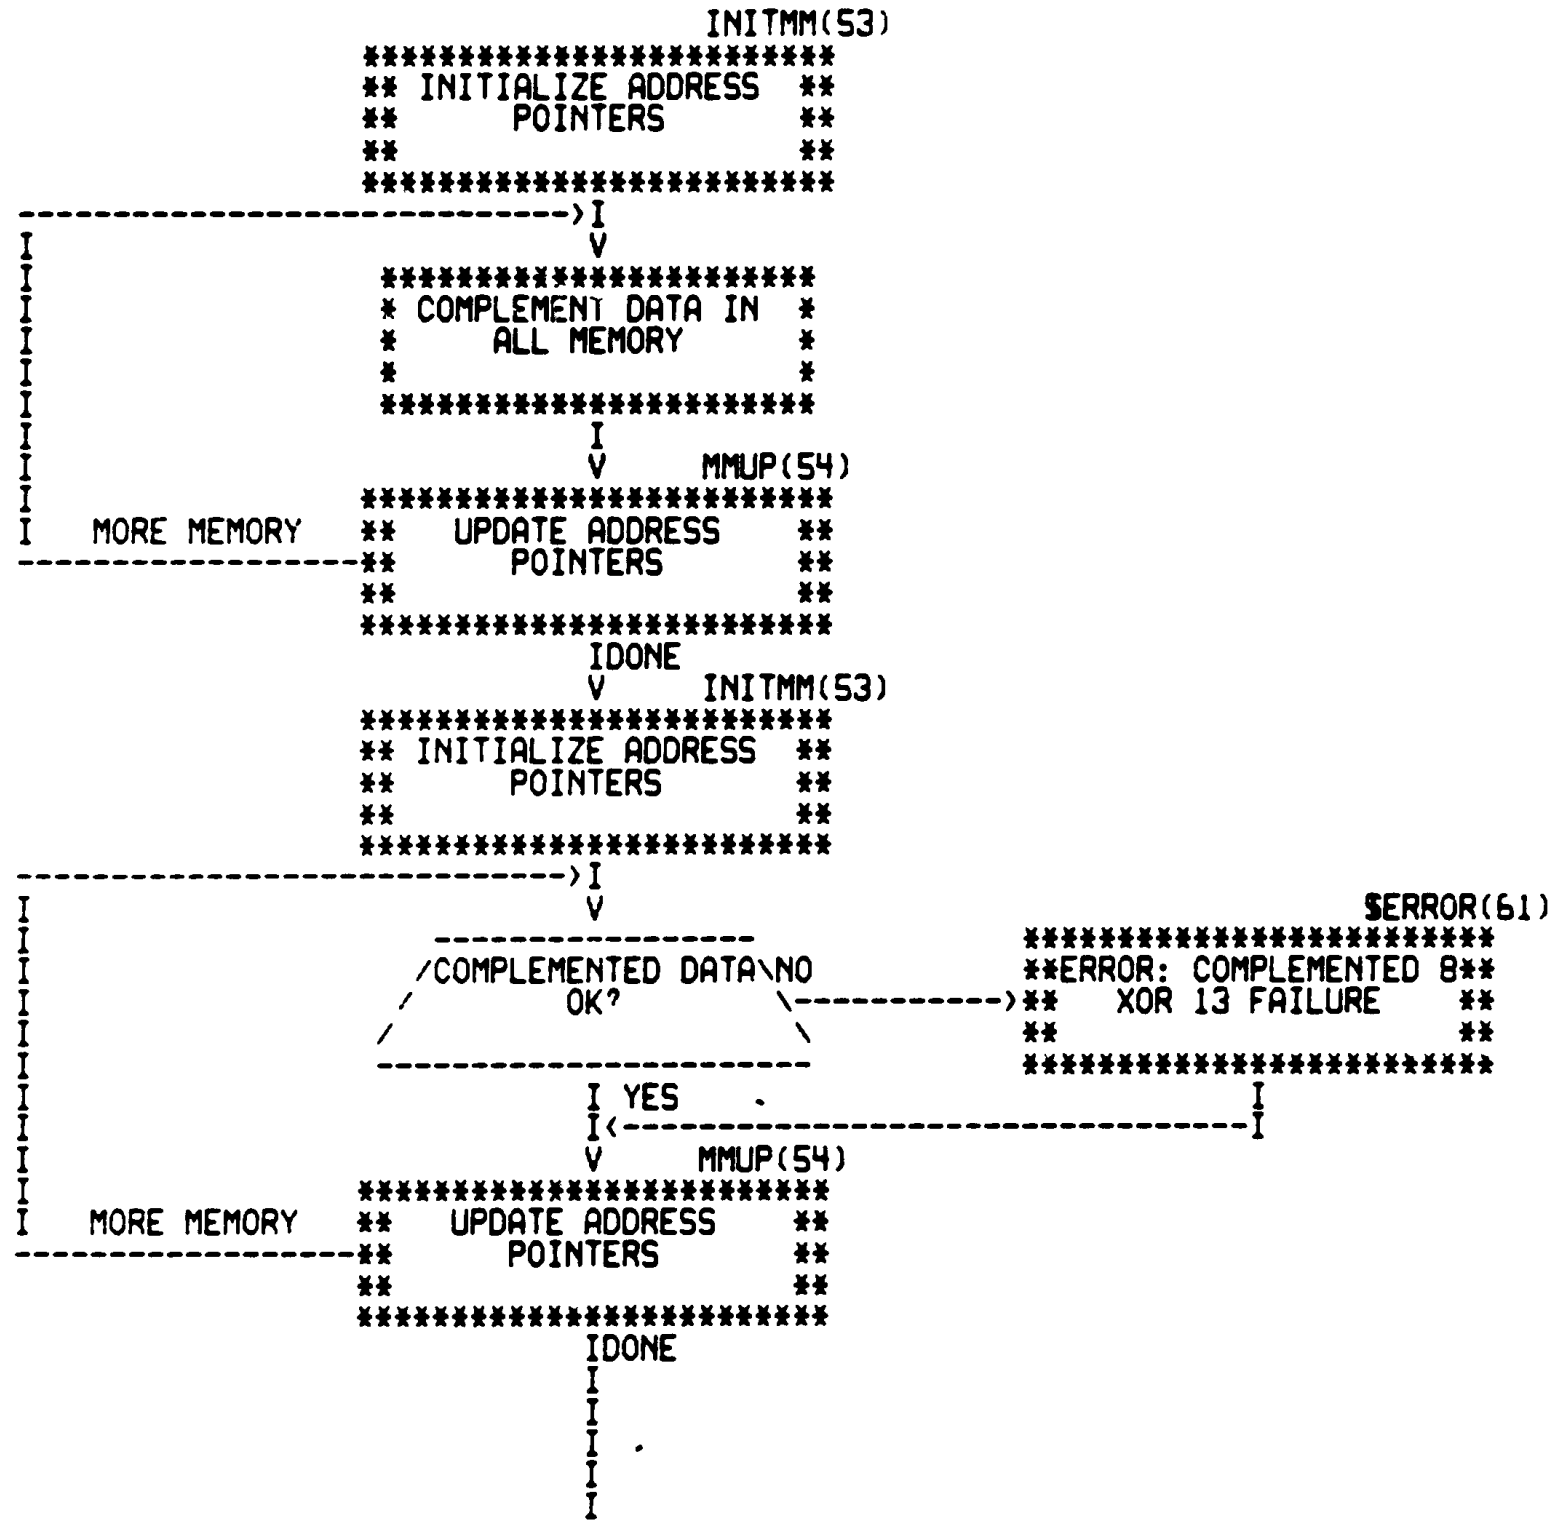 INITMM(53)
************************
** INITIALIZE ADDRESS **
** POINTERS **
** **
************************
----------------------------->I
I V
I ***********************
I * COMPLEMENT DATA IN *
I * ALL MEMORY *
I * *
I ***********************
I I
I V MMUP(54)
I *************************
I MORE MEMORY ** UPDATE ADDRESS **
------------------** POINTERS **
** **
*************************
IDONE
V INITMM(53)
*************************
** INITIALIZE ADDRESS **
** POINTERS **
** **
*************************
----------------------------->I
I V $ERROR(61)
I ----------------- *************************
I /COMPLEMENTED DATA\NO **ERROR: COMPLEMENTED 8**
I / OK? \----------->** XOR 13 FAILURE **
I / \ ** **
I ----------------------- *************************
I I YES I
I I<----------------------------------I
I V MMUP(54)
I *************************
I MORE MEMORY ** UPDATE ADDRESS **
------------------** POINTERS **
** **
*************************
IDONE
I
I
I
I
I